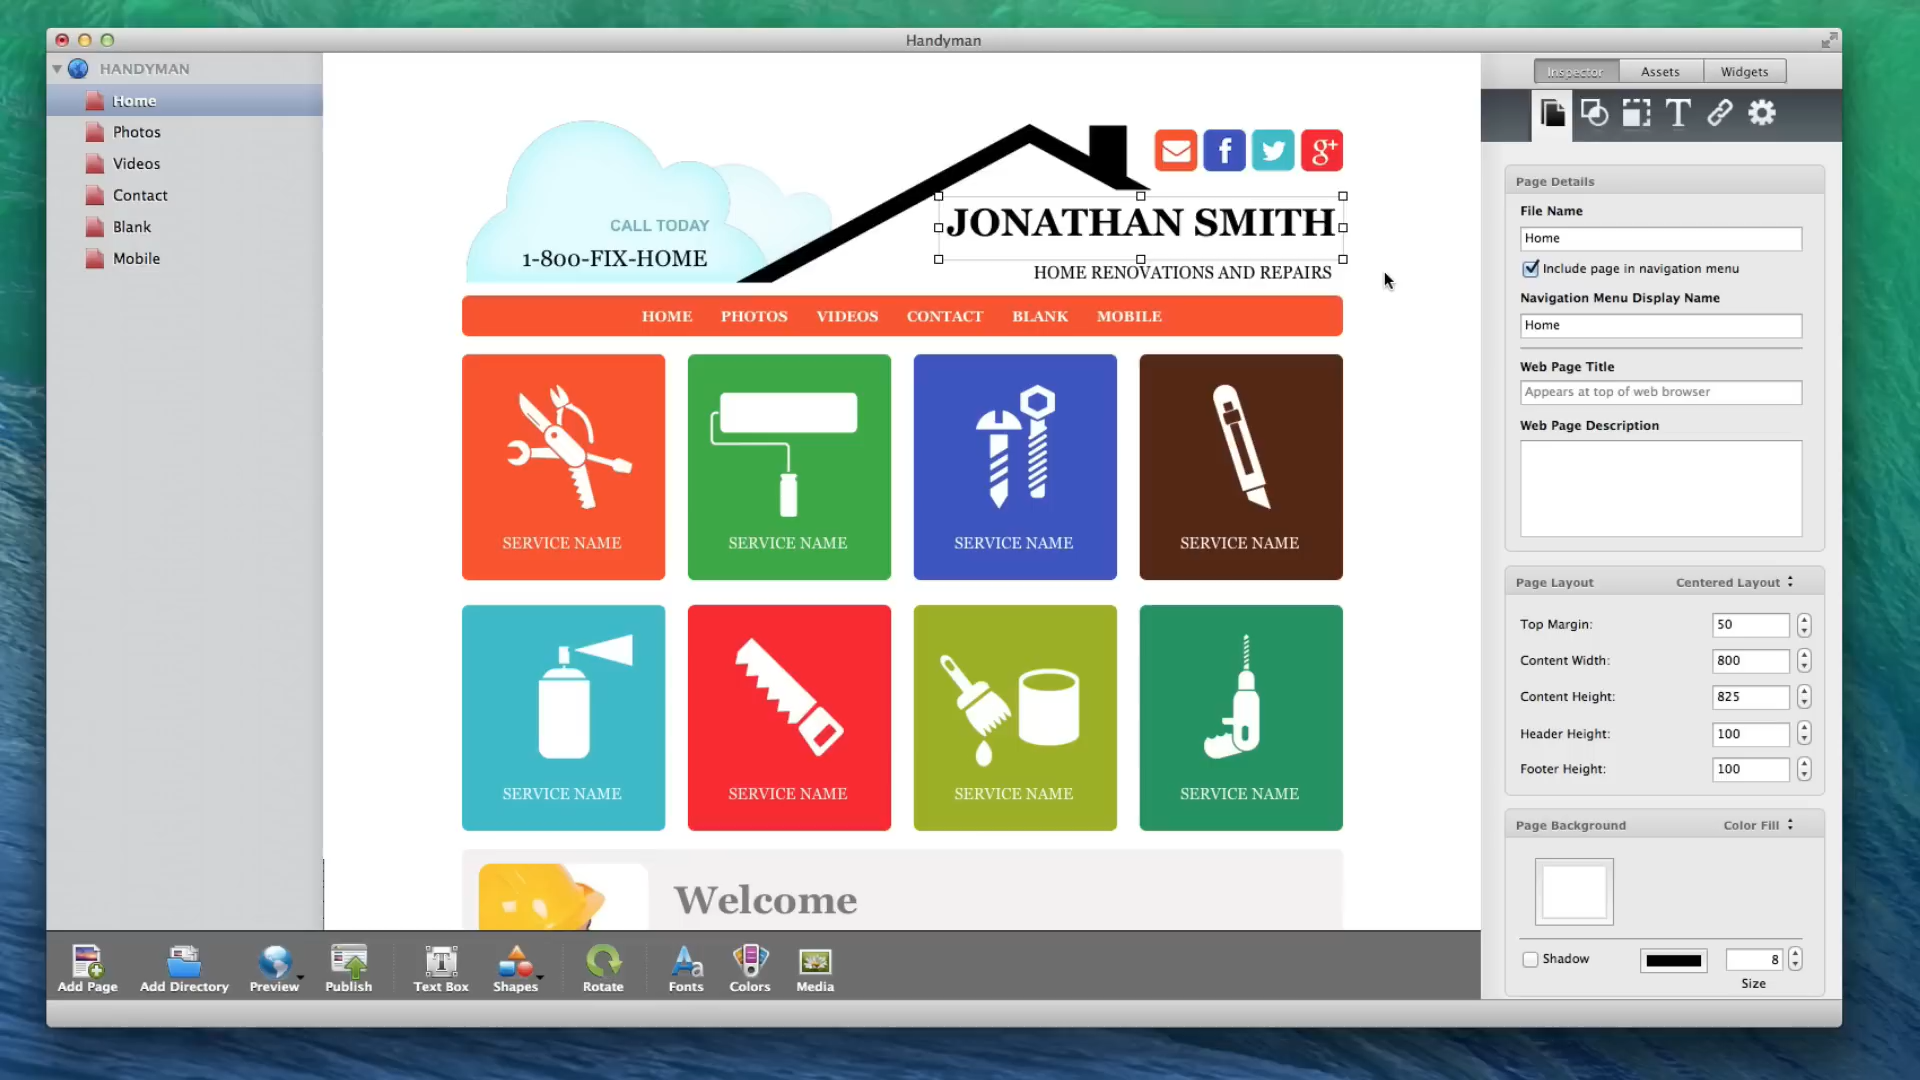 Handyman
HANDYMAN
Home
Photos
Videos
Contact
Blank
Mobile
CALL TODAY
1-800-FIX-HOME
f
g+
JONATHAN SMITH
HOME RENOVATIONS AND REPAIRS
HOME PHOTOS VIDEOS CONTACT BLANK MOBILE
SERVICE NAME SERVICE NAME SERVICE NAME SERVICE NAME
SERVICE NAME SERVICE NAME SERVICE NAME SERVICE NAME
Welcome
Add Page Add Directory Preview Publish Text Box Shapes Rotate Fonts Colors Media
Inspector Assets Widgets
Page Details
File Name
Home
Include page in navigation menu
Navigation Menu Display Name
Home
Web Page Title
Appears at top of web browser
Web Page Description
Page Layout Centered Layout
Top Margin: 50
Content Width: 800
Content Height: 825
Header Height: 100
Footer Height: 100
Page Background Color Fill
Shadow 8
Size